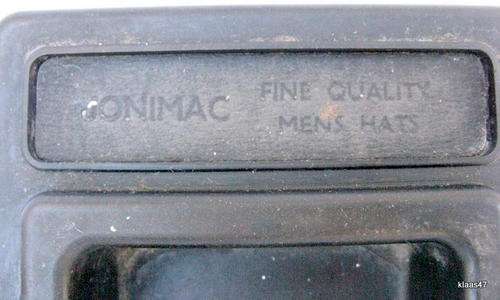 JONIMAC
FINE QUALITY
MENS HATS
klaas47